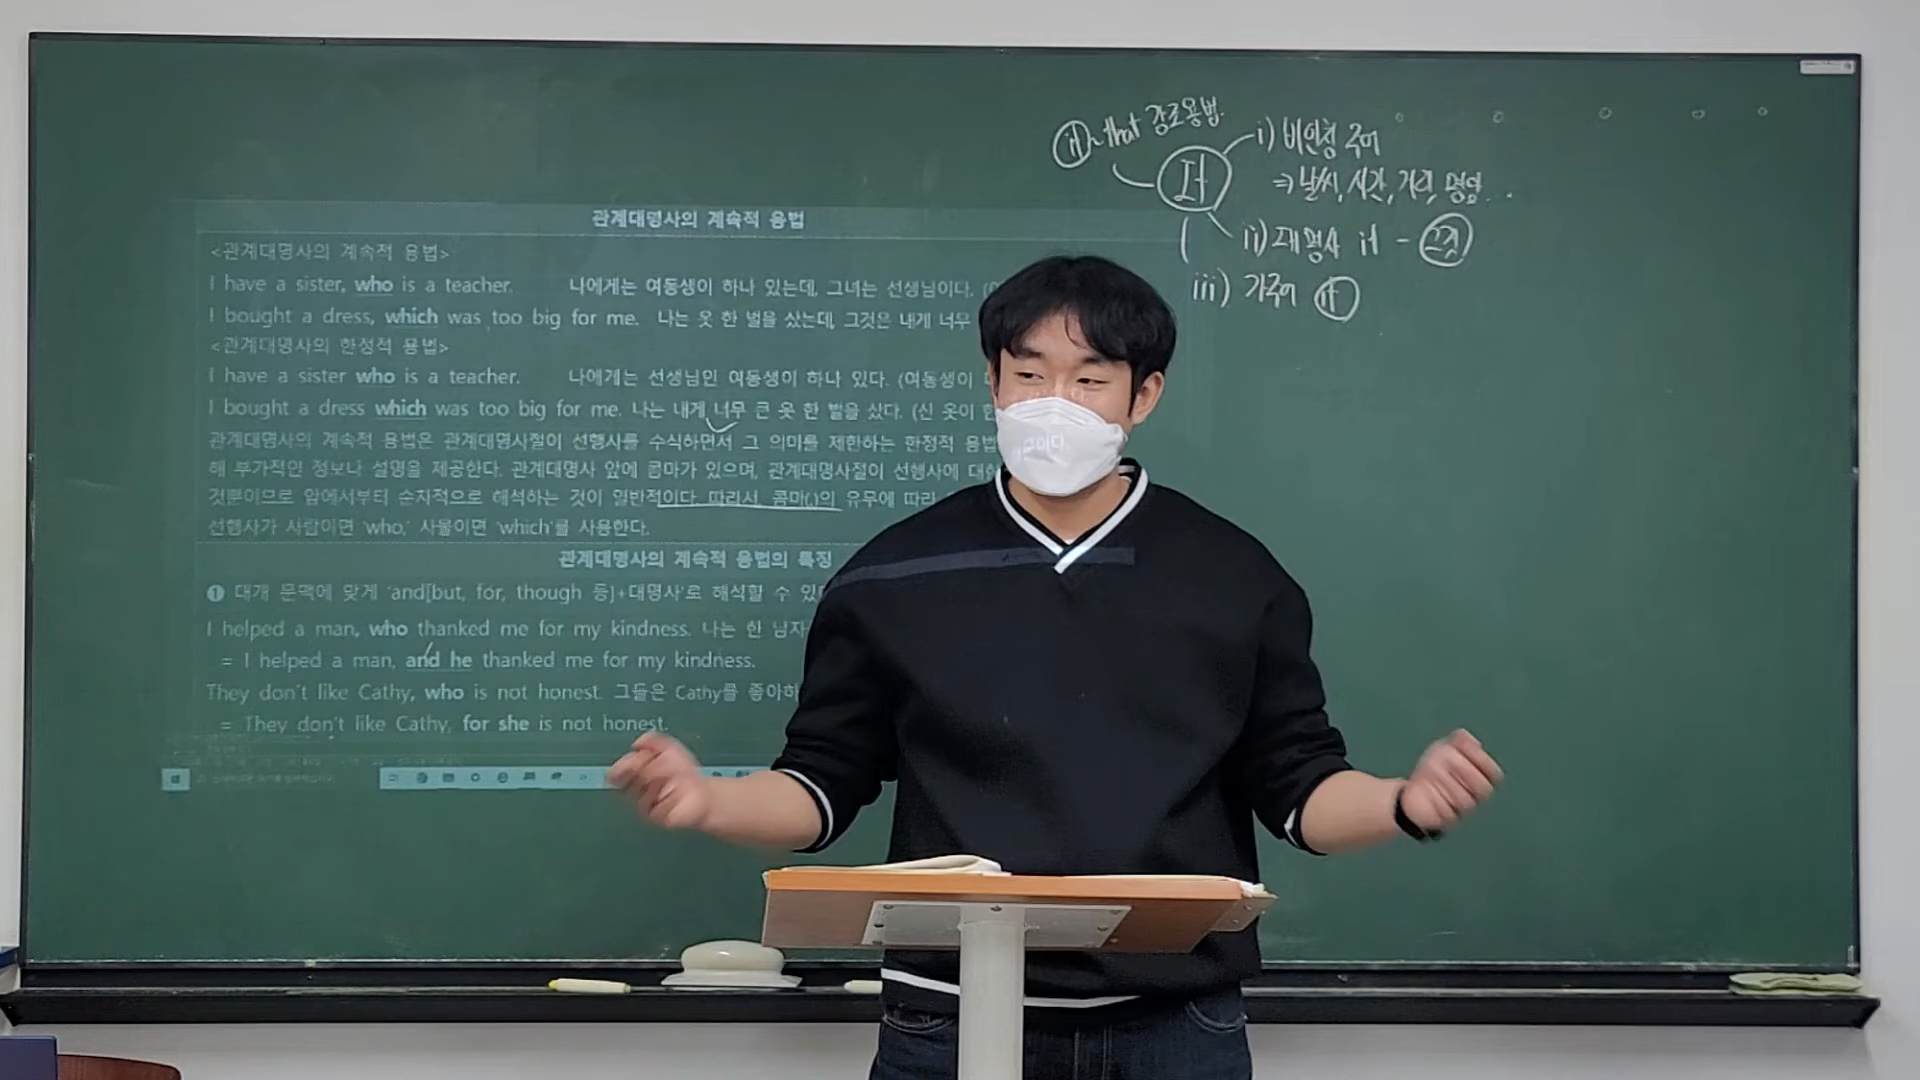 관계대명사의 계속적 용법
<관계대명사의 계속적 용법>
I have a sister, who is a teacher. 나에게는 여동생이 하나 있는데, 그녀는 선생님이다.
I bought a dress, which was too big for me. 나는 옷 한 벌을 샀는데, 그것은 내게 너무
<관계대명사의 한정적 용법>
I have a sister who is a teacher. 나에게는 선생님인 여동생이 하나 있다. (여동생이
I bought a dress which was too big for me. 나는 내게 너무 큰 옷 한 벌을 샀다. (산 옷이
관계대명사의 계속적 용법은 관계대명사절이 선행사를 수식하면서 그 의미를 제한하는 한정적 용법
해 부가적인 정보나 설명을 제공한다. 관계대명사 앞에 콤마가 있으며, 관계대명사절이 선행사에 대한
것뿐이므로 앞에서부터 순차적으로 해석하는 것이 일반적이다. 따라서 콤마(,)의 유무에 따라
선행사가 사람이면 ‘who,’ 사물이면 ‘which’를 사용한다.
관계대명사의 계속적 용법의 특징
❶ 대개 문맥에 맞게 ‘and[but, for, though 등]+대명사’로 해석할 수 있다
I helped a man, who thanked me for my kindness. 나는 한 남자
= I helped a man, and he thanked me for my kindness.
They don't like Cathy, who is not honest. 그들은 Cathy를 좋아하
= They don't like Cathy, for she is not honest.
it ~ that 강조용법.
It
i) 비인칭 주어
⇒ 날씨, 시간, 거리, 명암...
ii) 대명사 it - 그것
iii) 가주어 it